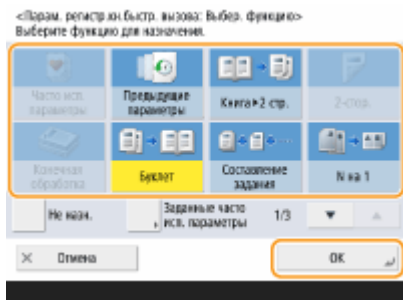 <Парам. регистр.кн.быстр. вызова: Выбер. функцию>
Выберите функцию для назначения.
Часто исп. параметры
Предыдущие параметры
Книга▶2 стр.
2-стор.
Конечная обработка
Буклет
Составление задания
N на 1
Не назн.
Заданные часто исп. параметры
1/3
Отмена
OK